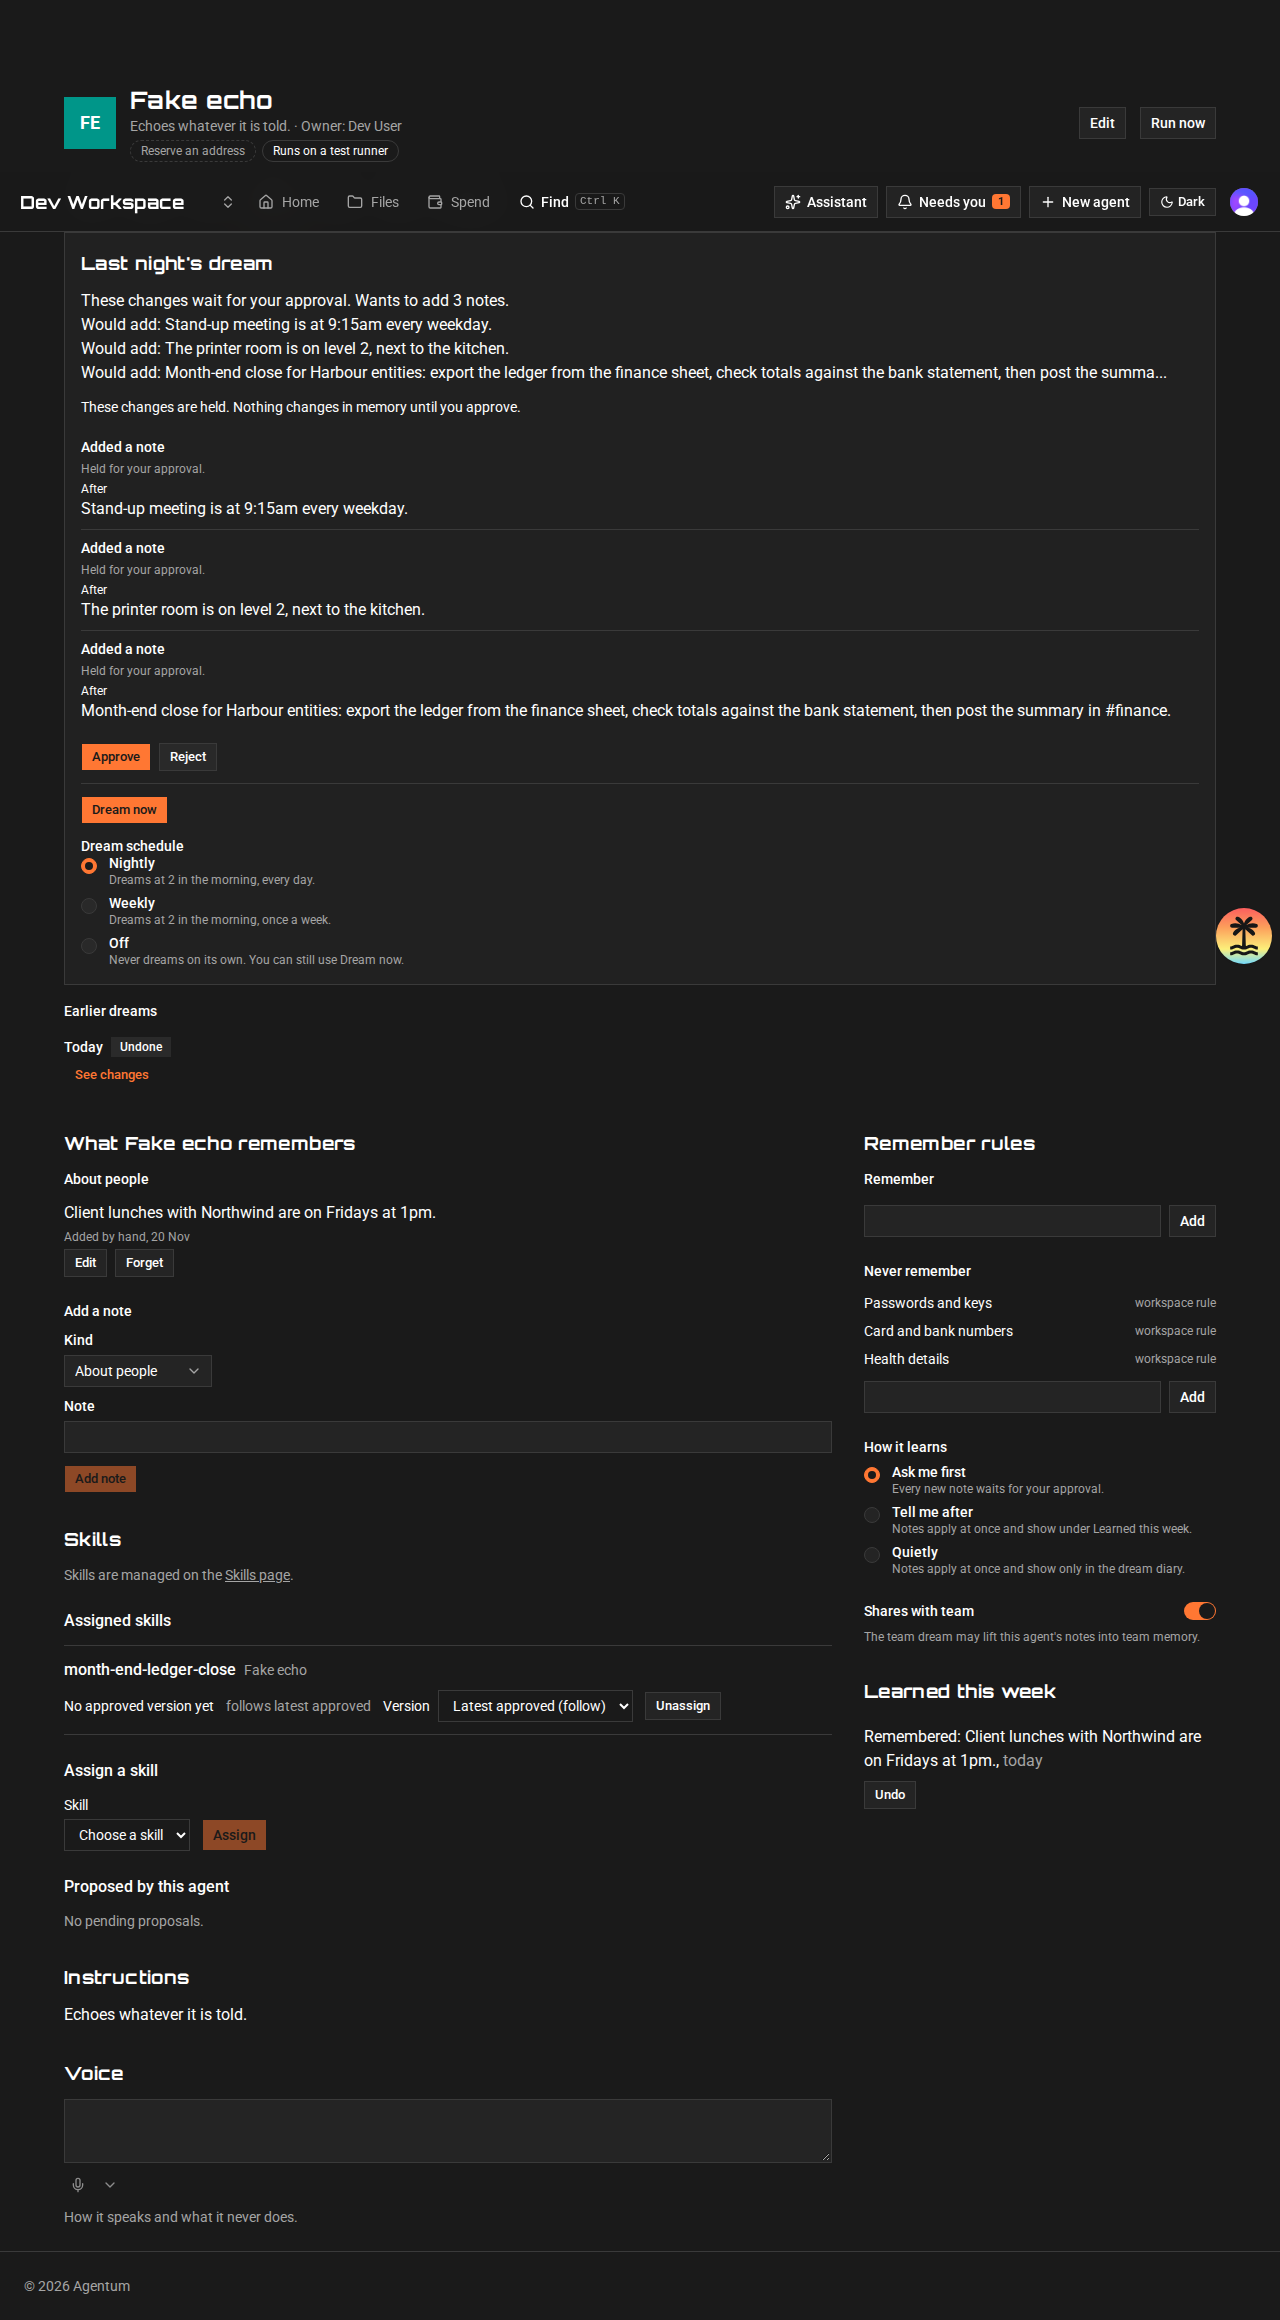 FE
Fake echo
Echoes whatever it is told. · Owner: Dev User
Reserve an address
Runs on a test runner
Edit
Run now
Dev Workspace
Home
Files
Spend
Find
Ctrl K
Assistant
Needs you
1
New agent
Dark
Last night's dream
These changes wait for your approval. Wants to add 3 notes.
Would add: Stand-up meeting is at 9:15am every weekday.
Would add: The printer room is on level 2, next to the kitchen.
Would add: Month-end close for Harbour entities: export the ledger from the finance sheet, check totals against the bank statement, then post the summa...
These changes are held. Nothing changes in memory until you approve.
Added a note
Held for your approval.
After
Stand-up meeting is at 9:15am every weekday.
Added a note
Held for your approval.
After
The printer room is on level 2, next to the kitchen.
Added a note
Held for your approval.
After
Month-end close for Harbour entities: export the ledger from the finance sheet, check totals against the bank statement, then post the summary in #finance.
Approve
Reject
Dream now
Dream schedule
Nightly
Dreams at 2 in the morning, every day.
Weekly
Dreams at 2 in the morning, once a week.
Off
Never dreams on its own. You can still use Dream now.
Earlier dreams
Today
Undone
See changes
What Fake echo remembers
About people
Client lunches with Northwind are on Fridays at 1pm.
Added by hand, 20 Nov
Edit
Forget
Add a note
Kind
About people
Note
Add note
Skills
Skills are managed on the Skills page.
Assigned skills
month-end-ledger-close Fake echo
No approved version yet
follows latest approved
Version
Latest approved (follow)
Unassign
Assign a skill
Skill
Choose a skill
Assign
Proposed by this agent
No pending proposals.
Instructions
Echoes whatever it is told.
Voice
How it speaks and what it never does.
Remember rules
Remember
Add
Never remember
Passwords and keys
workspace rule
Card and bank numbers
workspace rule
Health details
workspace rule
Add
How it learns
Ask me first
Every new note waits for your approval.
Tell me after
Notes apply at once and show under Learned this week.
Quietly
Notes apply at once and show only in the dream diary.
Shares with team
The team dream may lift this agent's notes into team memory.
Learned this week
Remembered: Client lunches with Northwind are
on Fridays at 1pm., today
Undo
© 2026 Agentum